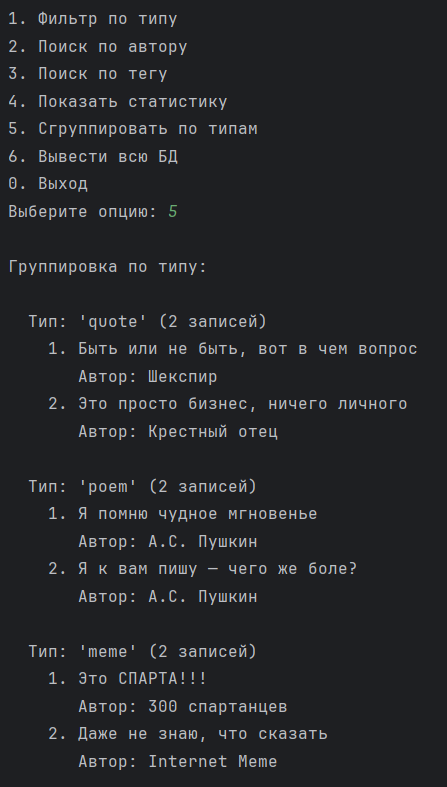 1. Фильтр по типу
2. Поиск по автору
3. Поиск по тегу
4. Показать статистику
5. Сгруппировать по типам
6. Вывести всю БД
0. Выход
Выберите опцию: 5
Группировка по типу:
Тип: 'quote' (2 записей)
1. Быть или не быть, вот в чем вопрос
Автор: Шекспир
2. Это просто бизнес, ничего личного
Автор: Крестный отец
Тип: 'poem' (2 записей)
1. Я помню чудное мгновенье
Автор: А.С. Пушкин
2. Я к вам пишу — чего же боле?
Автор: А.С. Пушкин
Тип: 'meme' (2 записей)
1. Это СПАРТА!!!
Автор: 300 спартанцев
2. Даже не знаю, что сказать
Автор: Internet Meme